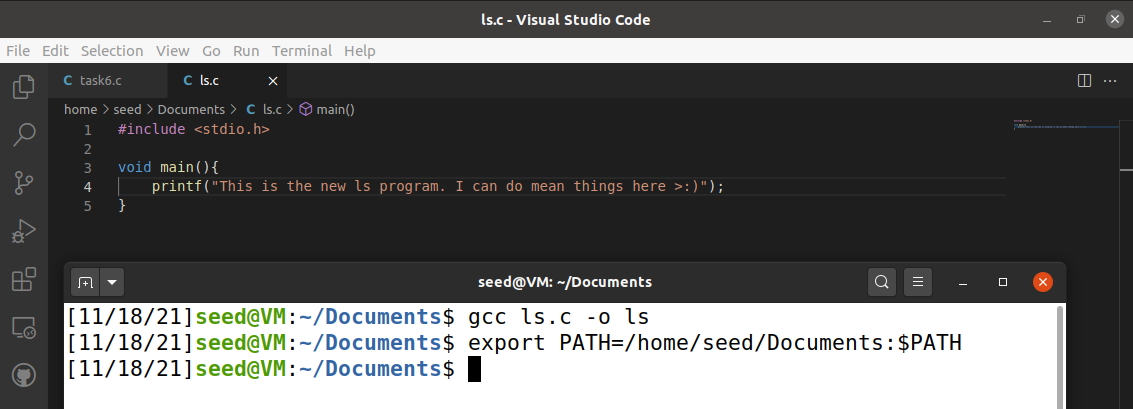 ls.c - Visual Studio Code
File Edit Selection View Go Run Terminal Help
C task6.c C ls.c
home > seed > Documents > C ls.c > main()
1 #include <stdio.h>
2
3 void main(){
4 printf("This is the new ls program. I can do mean things here >:)");
5 }
seed@VM: ~/Documents
[11/18/21]seed@VM:~/Documents$ gcc ls.c -o ls
[11/18/21]seed@VM:~/Documents$ export PATH=/home/seed/Documents:$PATH
[11/18/21]seed@VM:~/Documents$